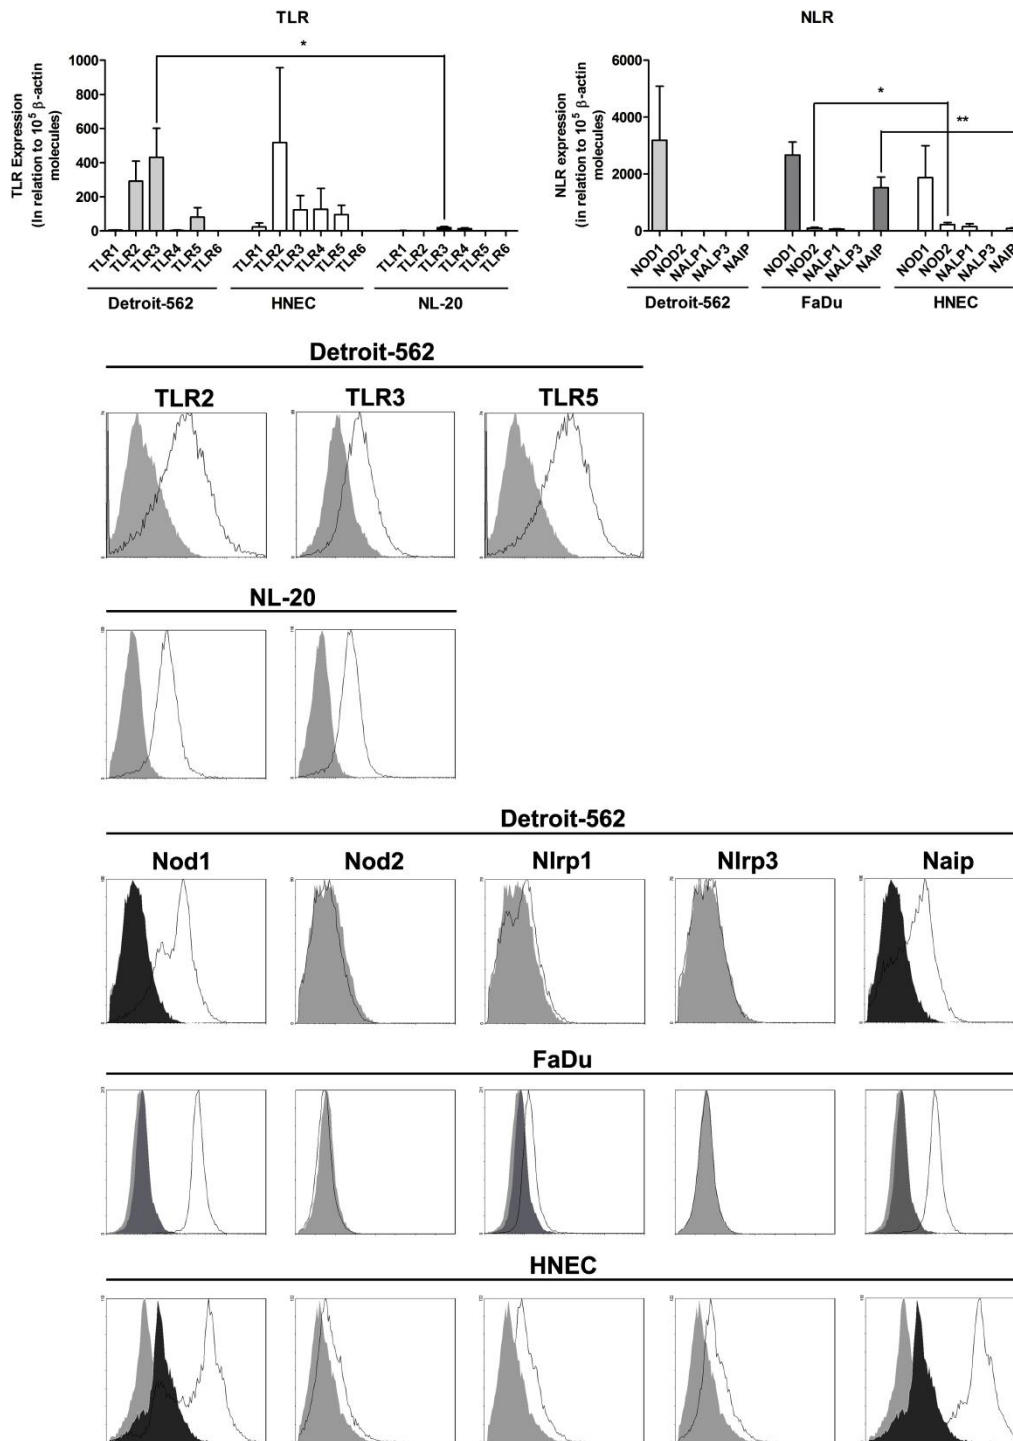 TLR
NLR
TLR Expression
(In relation to 10⁵ β-actin
molecules)
1000
800
600
400
200
0
*
TLR1
TLR2
TLR3
TLR4
TLR5
TLR6
TLR1
TLR2
TLR3
TLR4
TLR5
TLR6
TLR1
TLR2
TLR3
TLR4
TLR5
TLR6
Detroit-562
HNEC
NL-20
NLR expression
(in relation to 10⁵ β-actin
molecules)
6000
4000
2000
0
*
**
NOD1
NOD2
NALP1
NALP3
NAIP
NOD1
NOD2
NALP1
NALP3
NAIP
NOD1
NOD2
NALP1
NALP3
NAIP
Detroit-562
FaDu
HNEC
Detroit-562
TLR2
TLR3
TLR5
NL-20
Detroit-562
Nod1
Nod2
Nlrp1
Nlrp3
Naip
FaDu
HNEC